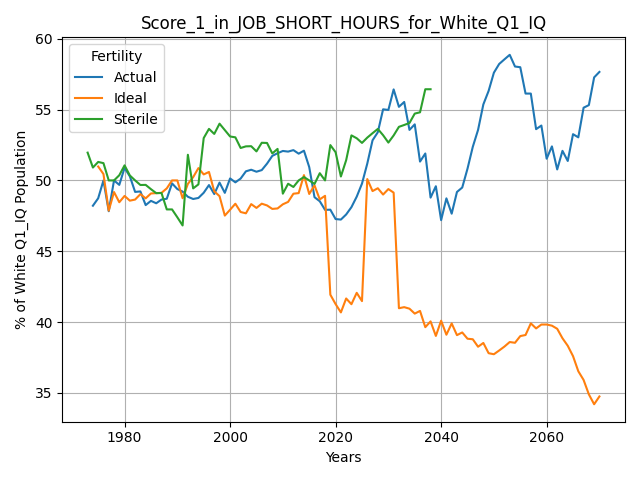 Score_1_in_JOB_SHORT_HOURS_for_White_Q1_IQ
Fertility
Actual
Ideal
Sterile
% of White Q1_IQ Population
60
55
50
45
40
35
1980
2000
2020
2040
2060
Years